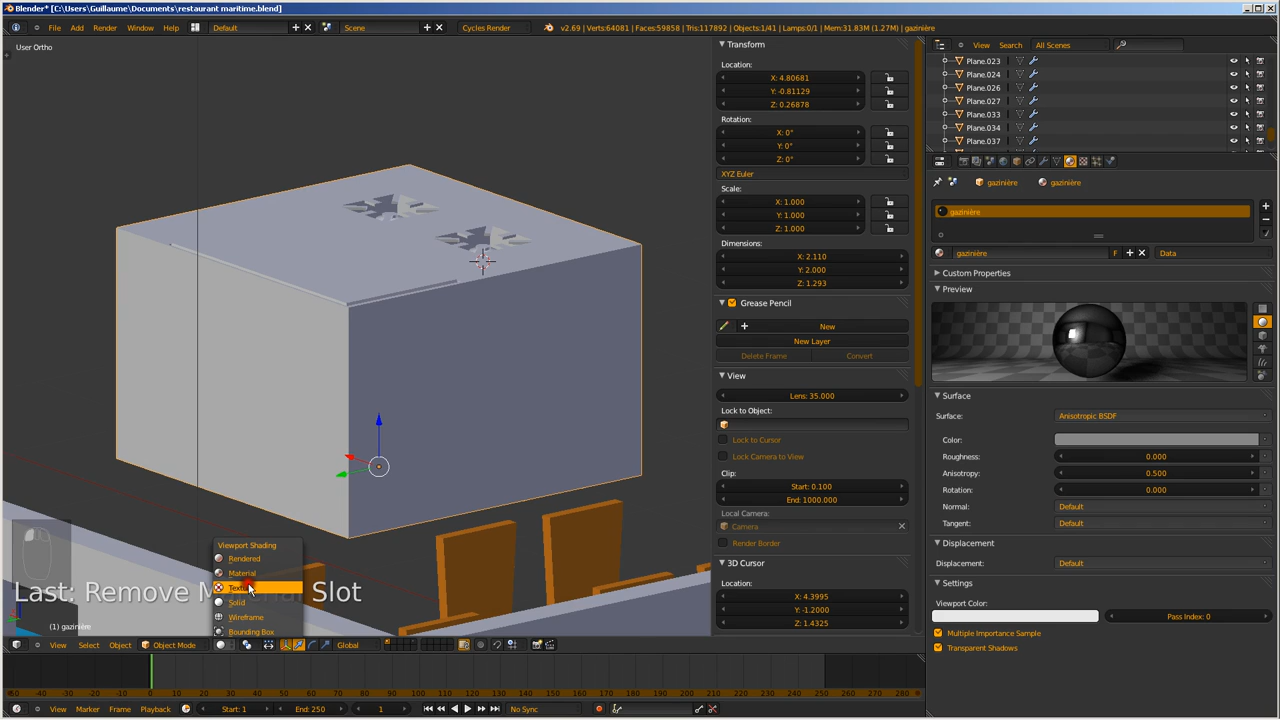 Blender* [C:\Users\Guillaume\Documents\restaurant maritime.blend]
File Add Render Window Help Default Scene Cycles Render v2.69 | Verts:64081 | Faces:59858 | Tris:117892 | Objects:1/41 | Lamps:0/1 | Mem:31.83M (1.27M) | gazinière
User Ortho
Transform
Location:
X: 4.80681
Y: -0.81129
Z: 0.26878
Rotation:
X: 0°
Y: 0°
Z: 0°
XYZ Euler
Scale:
X: 1.000
Y: 1.000
Z: 1.000
Dimensions:
X: 2.110
Y: 2.000
Z: 1.293
Grease Pencil
New
New Layer
Delete Frame Convert
View
Lens: 35.000
Lock to Object:
Lock to Cursor
Lock Camera to View
Clip:
Start: 0.100
End: 1000.000
Local Camera:
Camera
Render Border
3D Cursor
Location:
X: 4.3995
Y: -1.2000
Z: 1.4325
View Search All Scenes
Plane.023
Plane.024
Plane.026
Plane.027
Plane.033
Plane.034
Plane.037
gazinière gazinière
gazinière
gazinière F Data
Custom Properties
Preview
Surface
Surface: Anisotropic BSDF
Color:
Roughness: 0.000
Anisotropy: 0.500
Rotation: 0.000
Normal: Default
Tangent: Default
Displacement
Displacement: Default
Settings
Viewport Color:
Pass Index: 0
Multiple Importance Sample
Transparent Shadows
Viewport Shading
Rendered
Material
Solid
Wireframe
Bounding Box
Last: Remove Slot
(1) gazinière
View Select Object Object Mode Global
-50 -40 -30 -20 -10 0 10 20 30 40 50 60 70 80 90 100 110 120 130 140 150 160 170 180 190 200 210 220 230 240 250 260 270 280
View Marker Frame Playback Start: 1 End: 250 1 No Sync